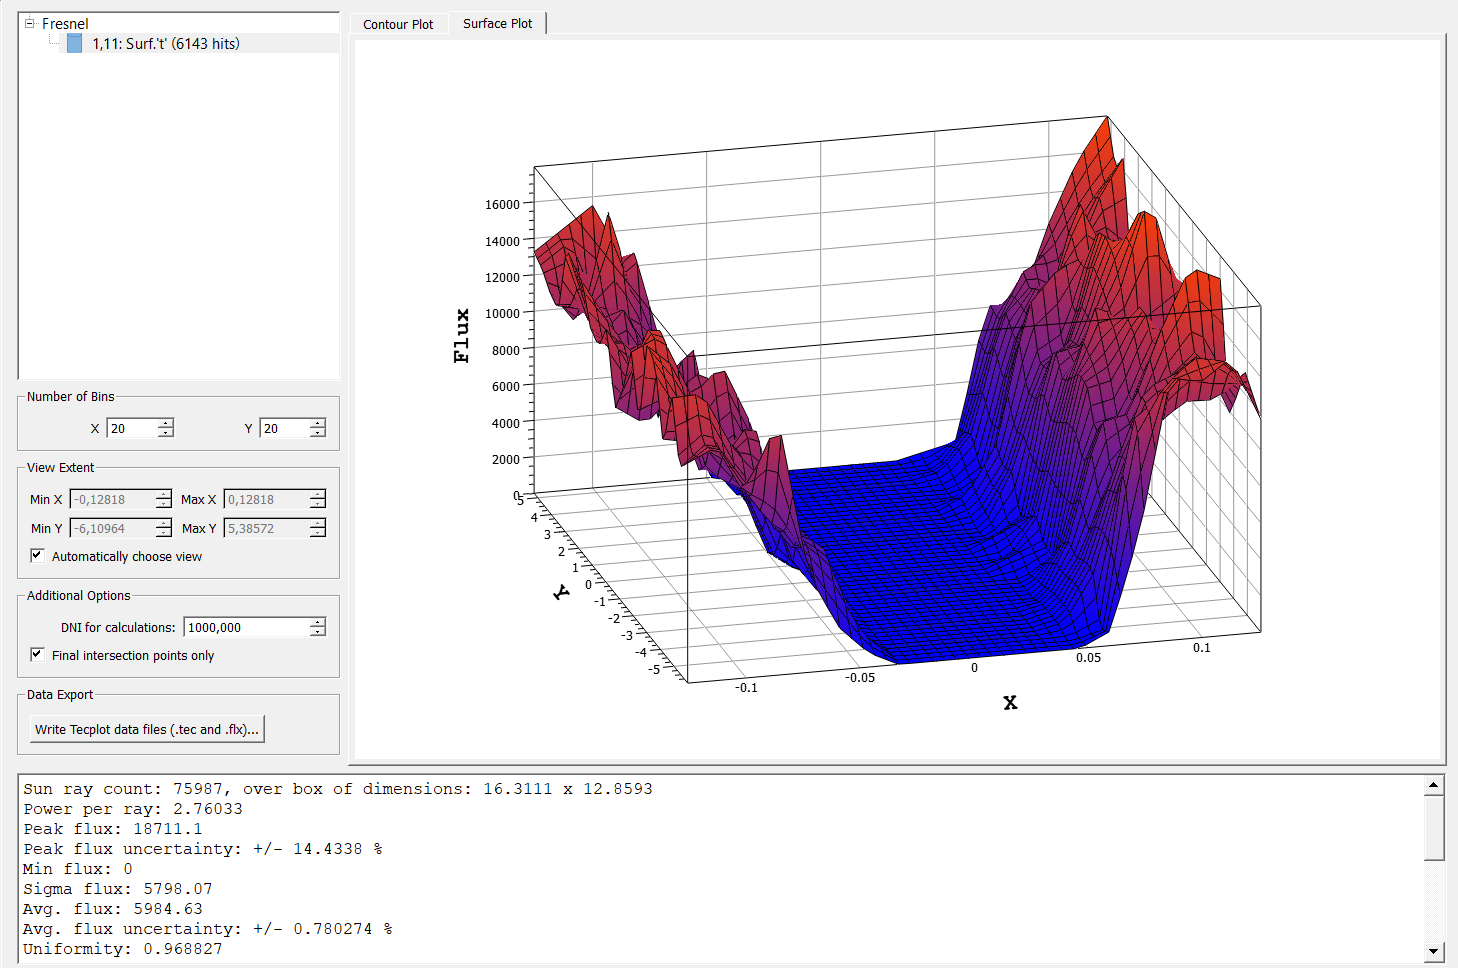 Fresnel
1,11: Surf.'t' (6143 hits)
Number of Bins
X 20 Y 20
View Extent
Min X -0,12818 Max X 0,12818
Min Y -6,10964 Max Y 5,38572
Automatically choose view
Additional Options
DNI for calculations: 1000,000
Final intersection points only
Data Export
Write Tecplot data files (.tec and .flx)...
Contour Plot Surface Plot
Flux
16000
14000
12000
10000
8000
6000
4000
2000
0
5
4
3
2
1
0
-1
-2
-3
-4
-5
Y
-0.1
-0.05
0
0.05
0.1
X
Sun ray count: 75987, over box of dimensions: 16.3111 x 12.8593
Power per ray: 2.76033
Peak flux: 18711.1
Peak flux uncertainty: +/- 14.4338 %
Min flux: 0
Sigma flux: 5798.07
Avg. flux: 5984.63
Avg. flux uncertainty: +/- 0.780274 %
Uniformity: 0.968827